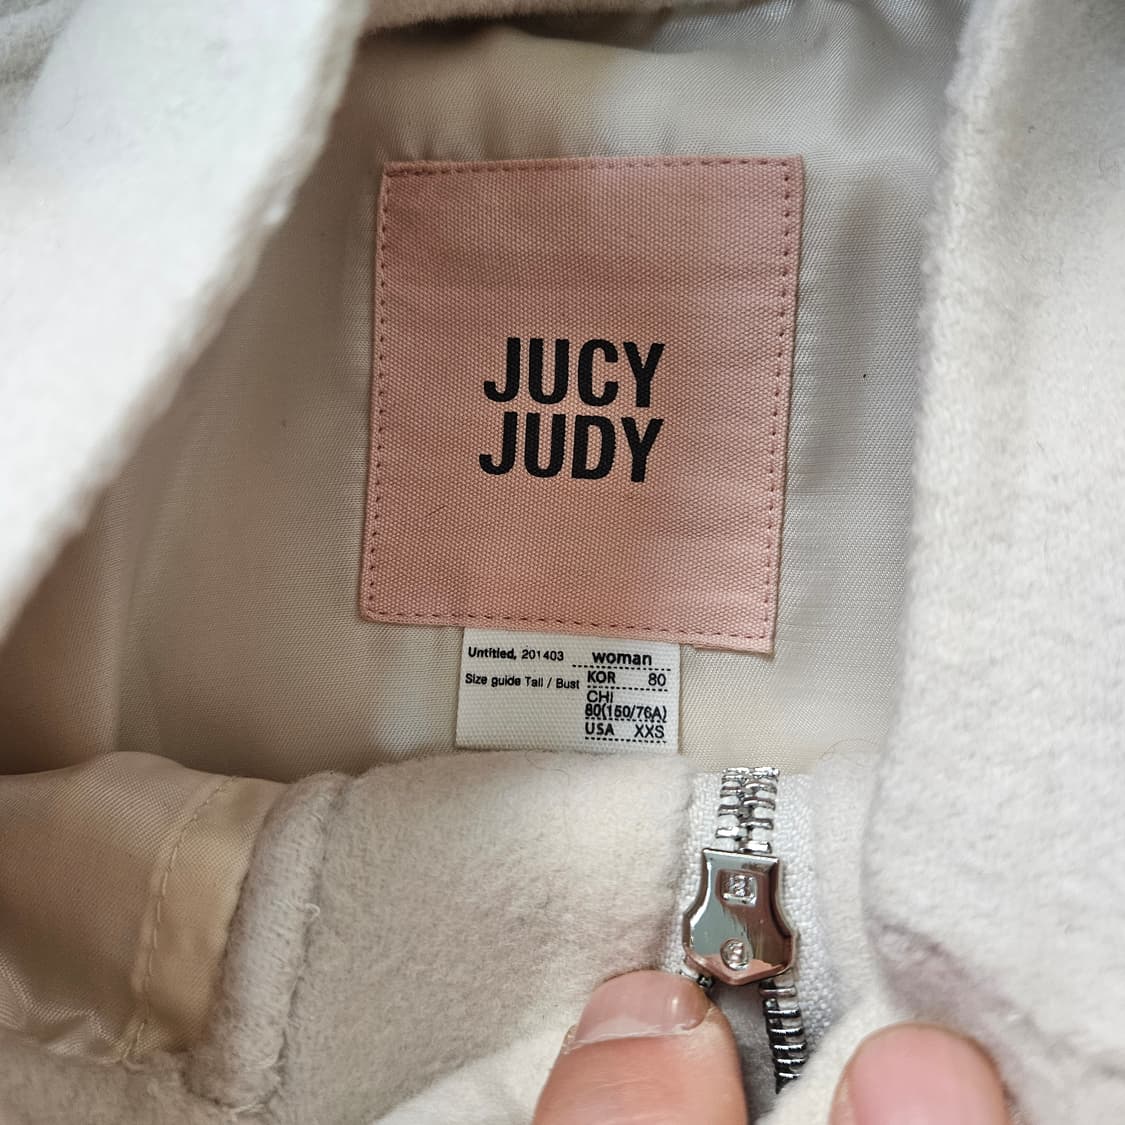 JUCY
JUDY
Untitled, 201403
woman
Size guide Tall / Bust
KOR 80
CHI
80(150/76A)
USA XXS